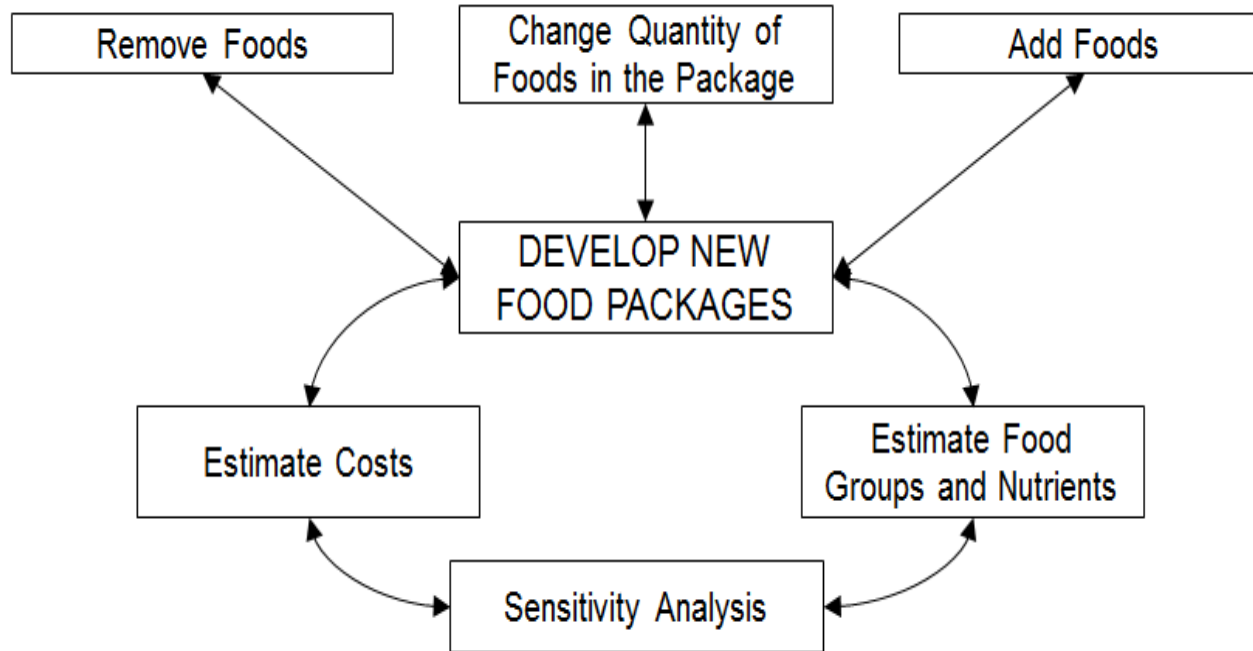 Remove Foods
Change Quantity of
Foods in the Package
Add Foods
DEVELOP NEW
FOOD PACKAGES
Estimate Costs
Estimate Food
Groups and Nutrients
Sensitivity Analysis